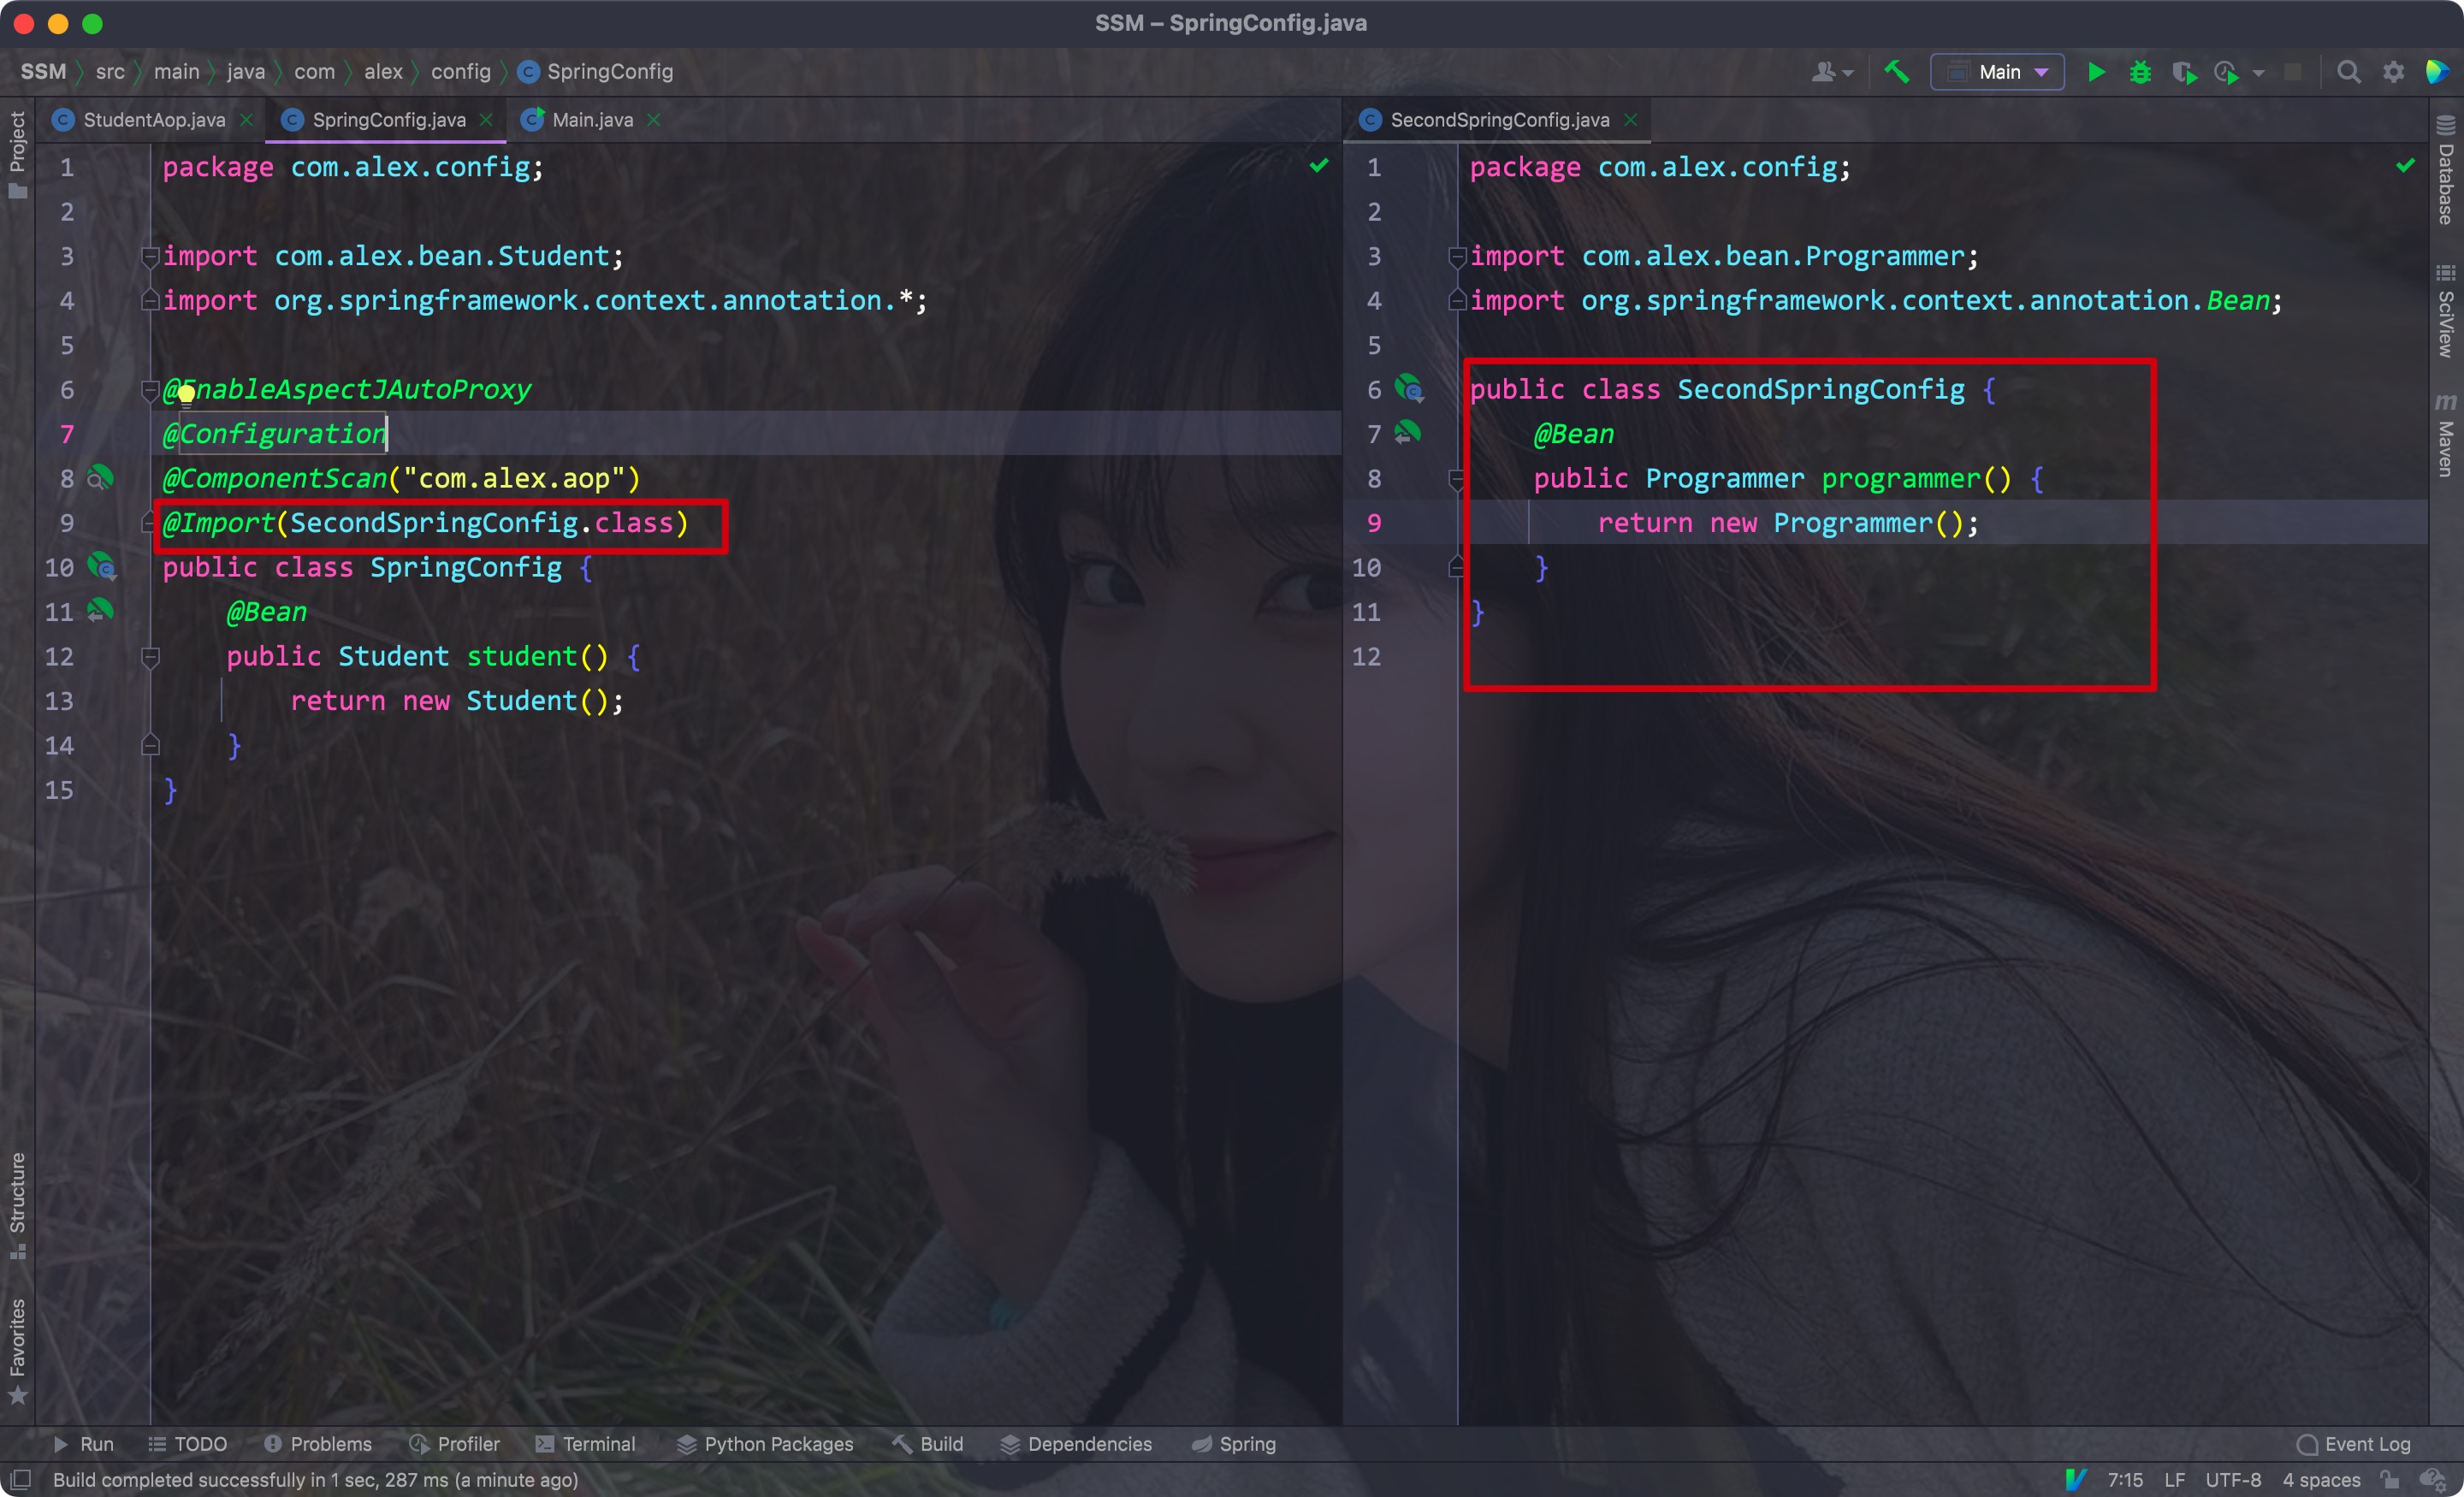 SSM – SpringConfig.java
SSM src main java com alex config SpringConfig
Main
StudentAop.java SpringConfig.java Main.java
SecondSpringConfig.java
Project
Structure
Favorites
1 package com.alex.config;
2
3 import com.alex.bean.Student;
4 import org.springframework.context.annotation.*;
5
6 @EnableAspectJAutoProxy
7 @Configuration
8 @ComponentScan("com.alex.aop")
9 @Import(SecondSpringConfig.class)
10 public class SpringConfig {
11 @Bean
12 public Student student() {
13 return new Student();
14 }
15 }
1 package com.alex.config;
2
3 import com.alex.bean.Programmer;
4 import org.springframework.context.annotation.Bean;
5
6 public class SecondSpringConfig {
7 @Bean
8 public Programmer programmer() {
9 return new Programmer();
10 }
11 }
12
Database
SciView
m Maven
Run TODO Problems Profiler Terminal Python Packages Build Dependencies Spring Event Log
Build completed successfully in 1 sec, 287 ms (a minute ago) 7:15 LF UTF-8 4 spaces